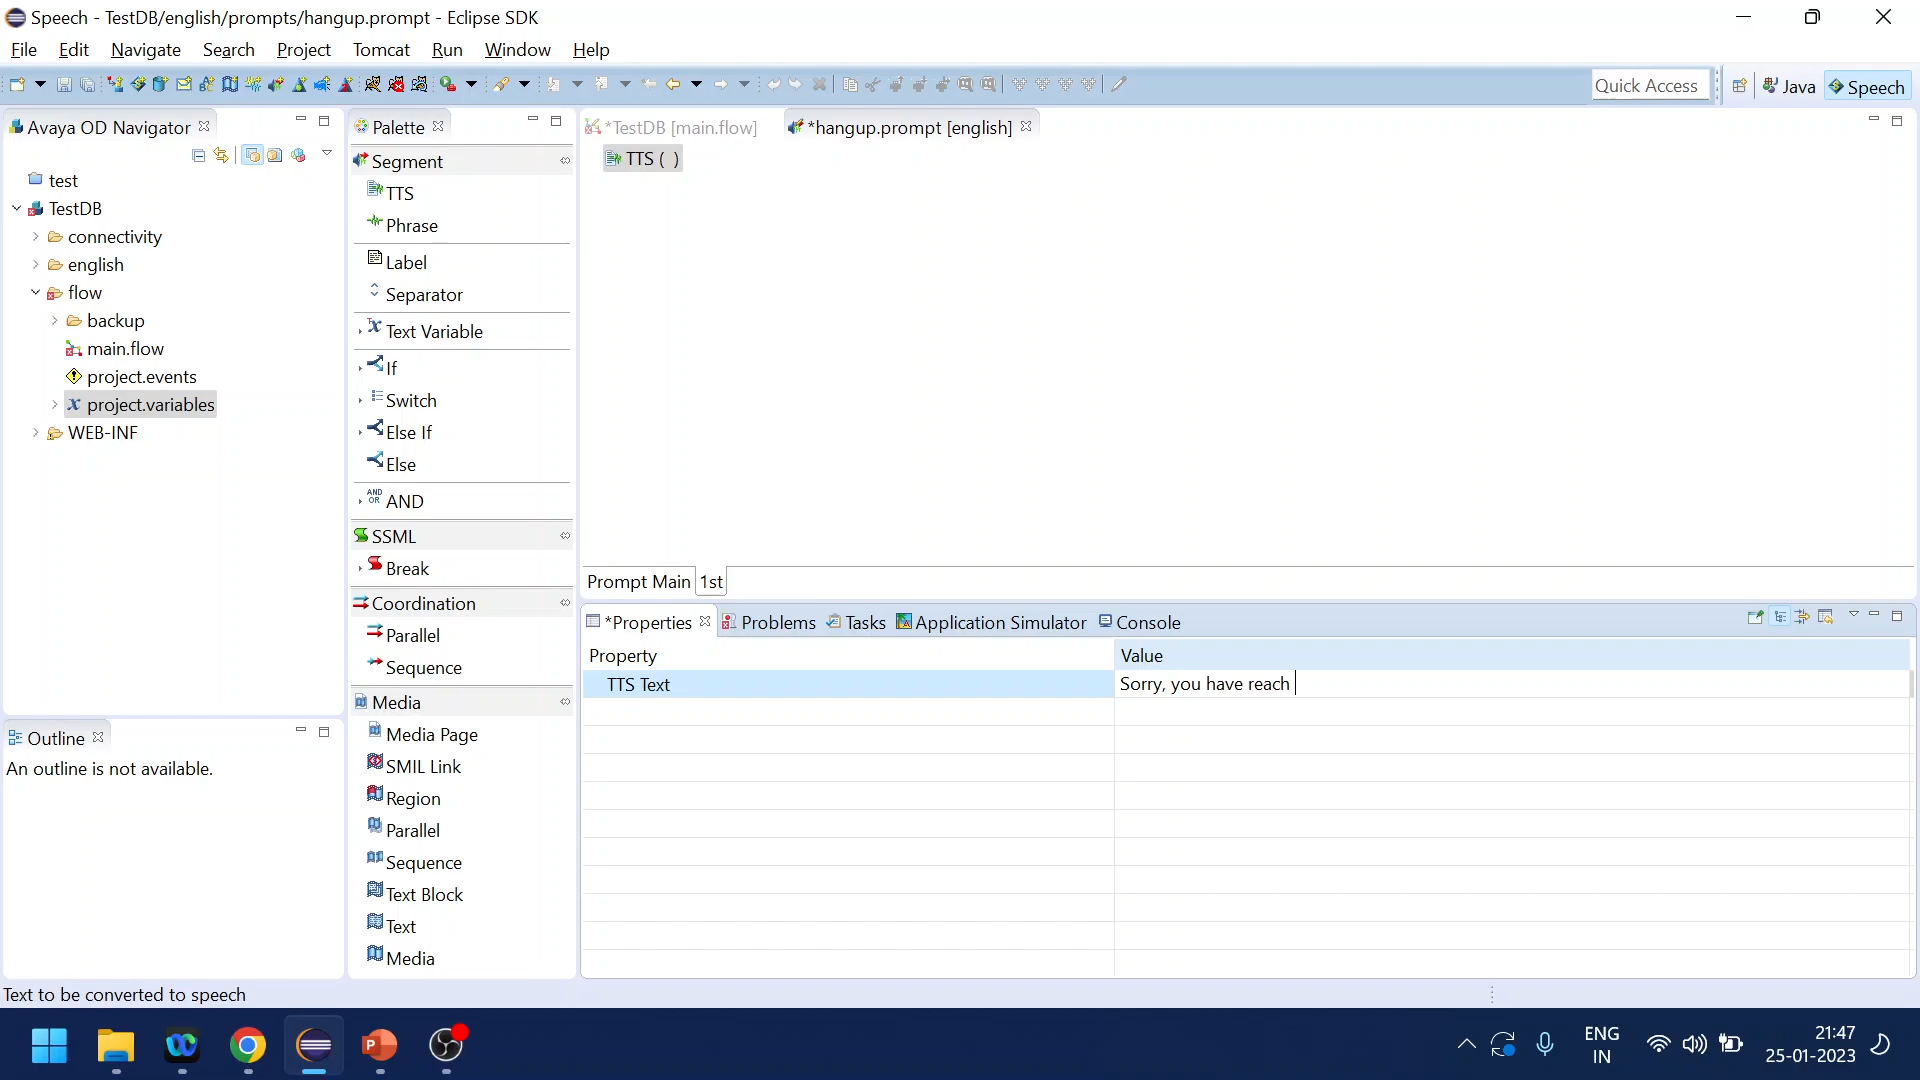 Speech - TestDB/english/prompts/hangup.prompt - Eclipse SDK
File Edit Navigate Search Project Tomcat Run Window Help
Quick Access
Java
Speech
Avaya OD Navigator
test
TestDB
connectivity
english
flow
backup
main.flow
project.events
project.variables
WEB-INF
Outline
An outline is not available.
Palette
Segment
TTS
Phrase
Label
Separator
Text Variable
If
Switch
Else If
Else
AND
OR
AND
SSML
Break
Coordination
Parallel
Sequence
Media
Media Page
SMIL Link
Region
Parallel
Sequence
Text Block
Text
Media
*TestDB [main.flow]
*hangup.prompt [english]
TTS ( )
Prompt Main 1st
*Properties Problems Tasks Application Simulator Console
Property Value
TTS Text Sorry, you have reach
Text to be converted to speech
ENG
IN
21:47
25-01-2023